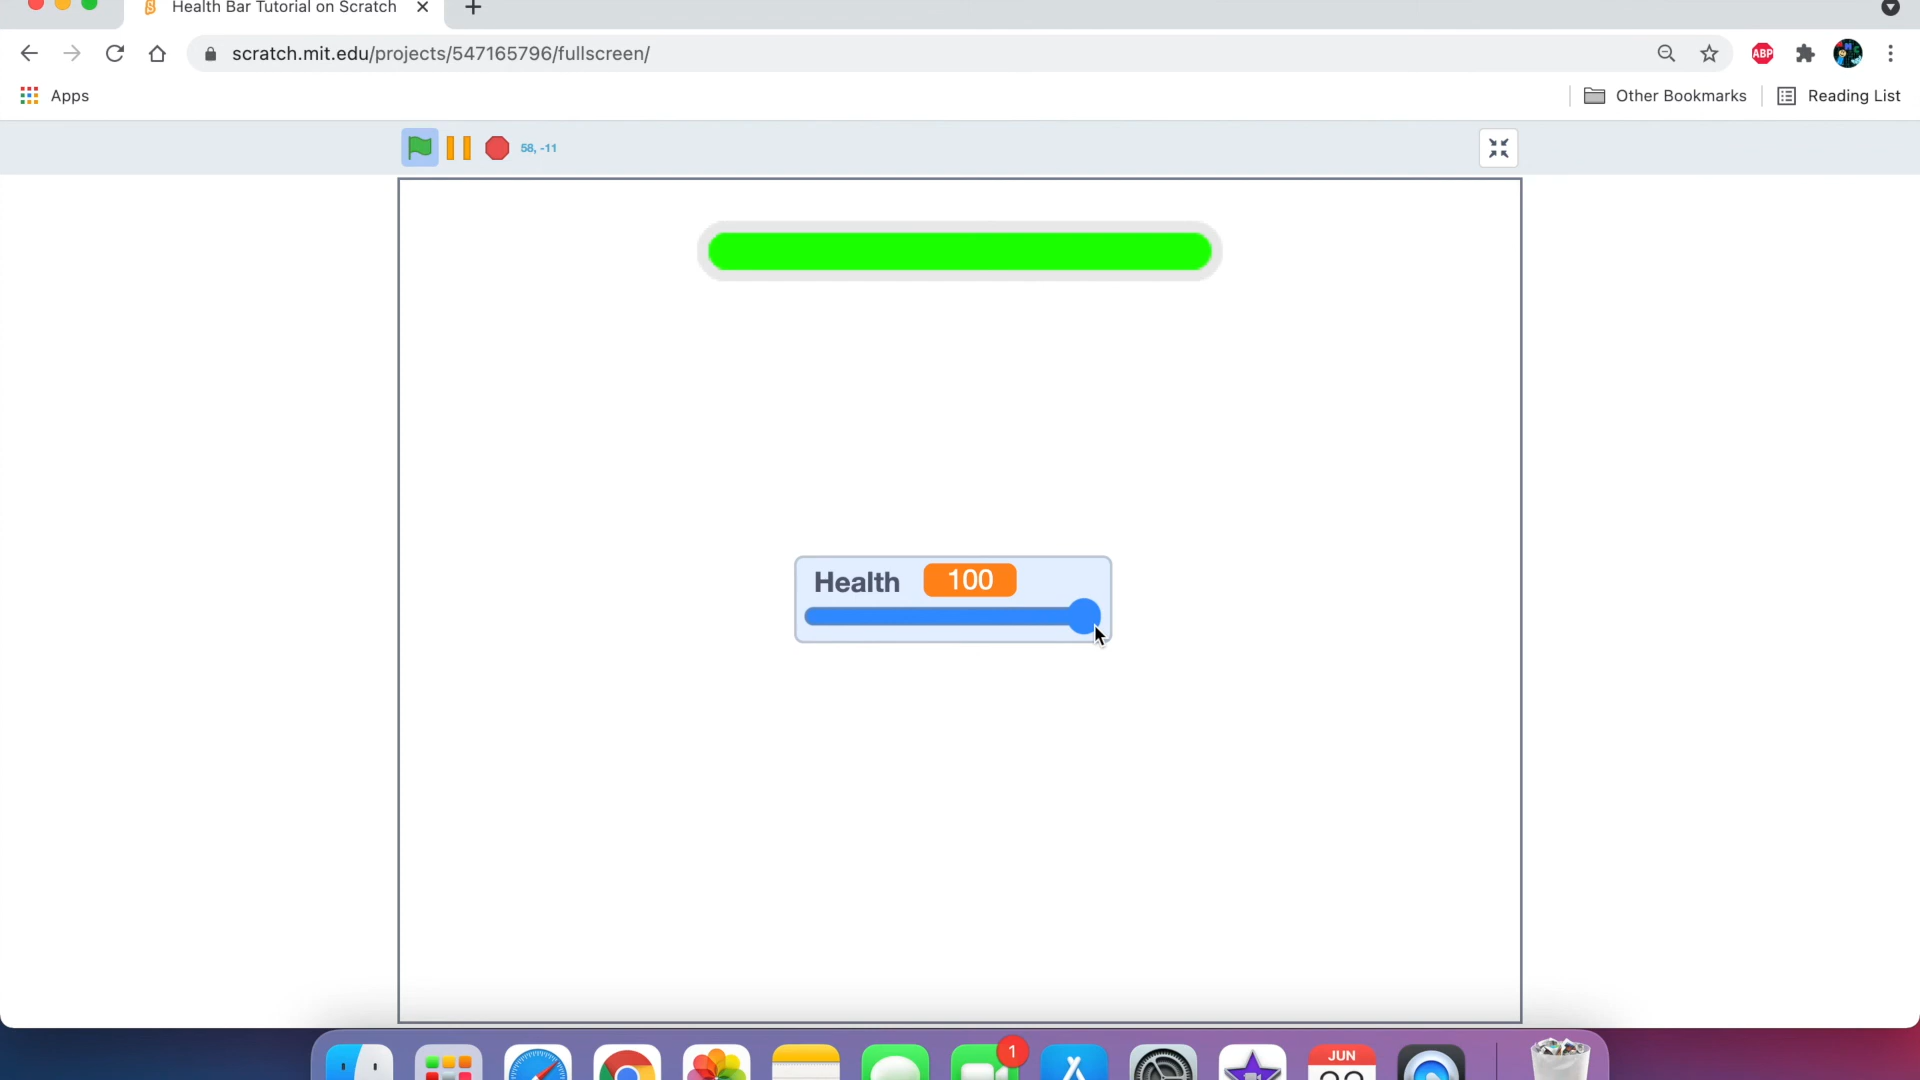 Health Bar Tutorial on Scratch
scratch.mit.edu/projects/547165796/fullscreen/
ABP
Apps
Other Bookmarks
Reading List
58, -11
Health 100
1
JUN